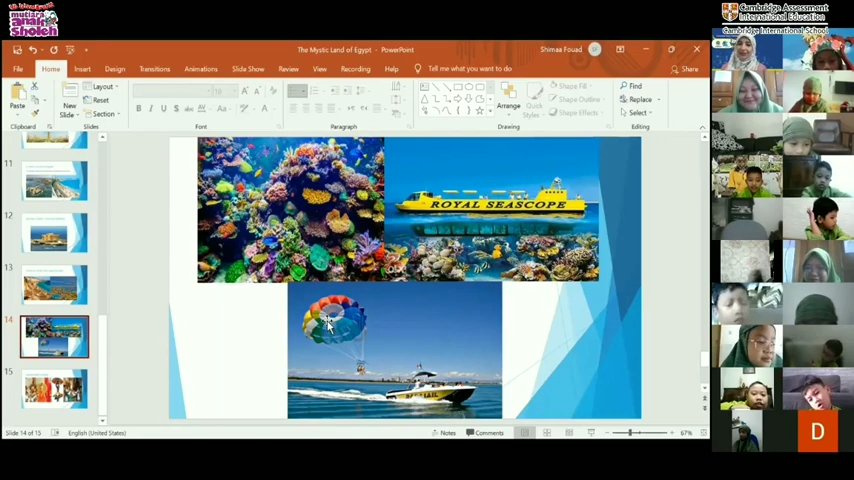 mutiara
anak
Sholeh
Cambridge Assessment
International Education
Cambridge International School
The Mystic Land of Egypt - PowerPoint
Shimaa Fouad
File Home Insert Design Transitions Animations Slide Show Review View Recording Help Tell me what you want to do Share
Paste
New
Slide
Layout
Reset
Section
Arrange
Quick
Styles
Shape Fill
Shape Outline
Shape Effects
Find
Replace
Select
Clipboard Slides Font Paragraph Drawing Editing
11
12
13
14
15
ROYAL SEASCOPE
D
Slide 14 of 15 English (United States) Notes Comments 67%